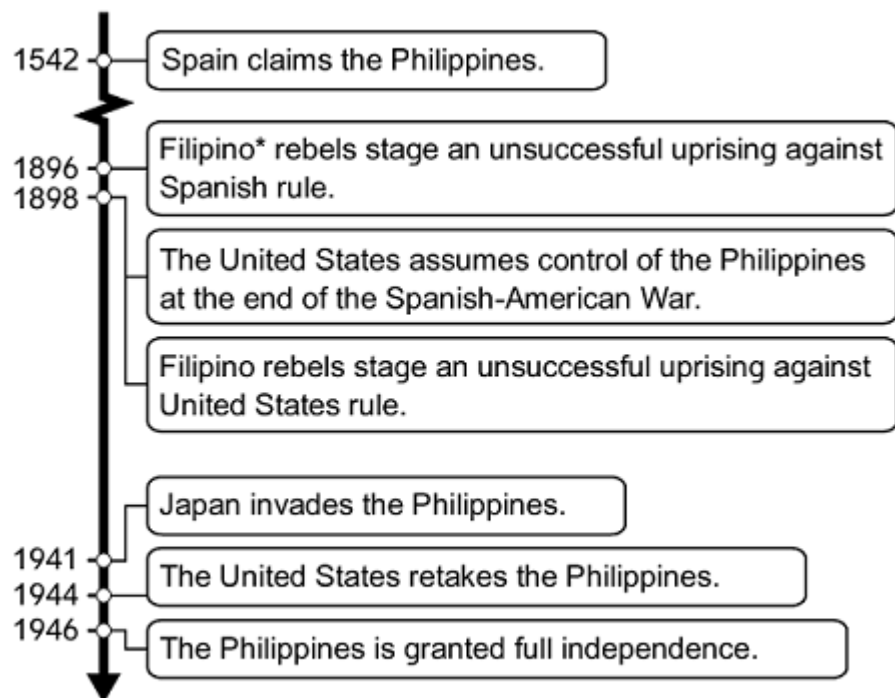 1542
Spain claims the Philippines.
1896
Filipino* rebels stage an unsuccessful uprising against
Spanish rule.
1898
The United States assumes control of the Philippines
at the end of the Spanish-American War.
Filipino rebels stage an unsuccessful uprising against
United States rule.
1941
Japan invades the Philippines.
1944
The United States retakes the Philippines.
1946
The Philippines is granted full independence.